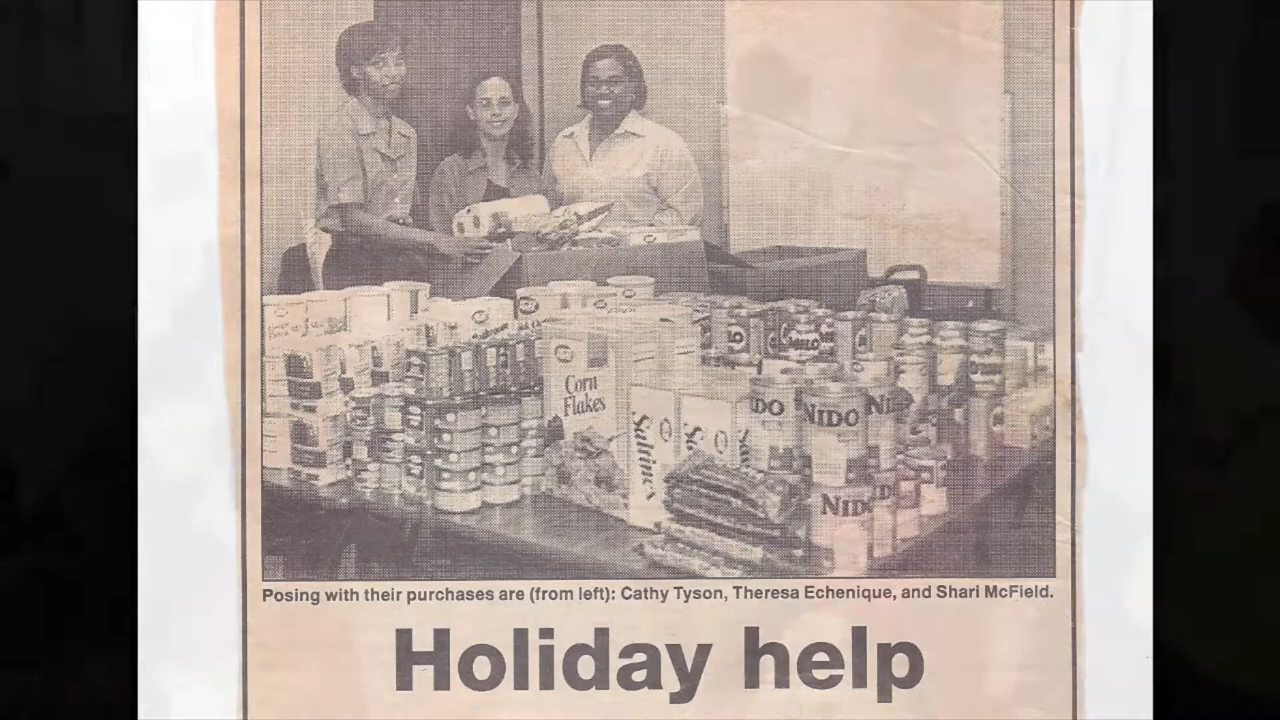 Corn
Flakes
Saltines
MILO
NIDO
NIDO
NIDO
Posing with their purchases are (from left): Cathy Tyson, Theresa Echenique, and Shari McField.
Holiday help